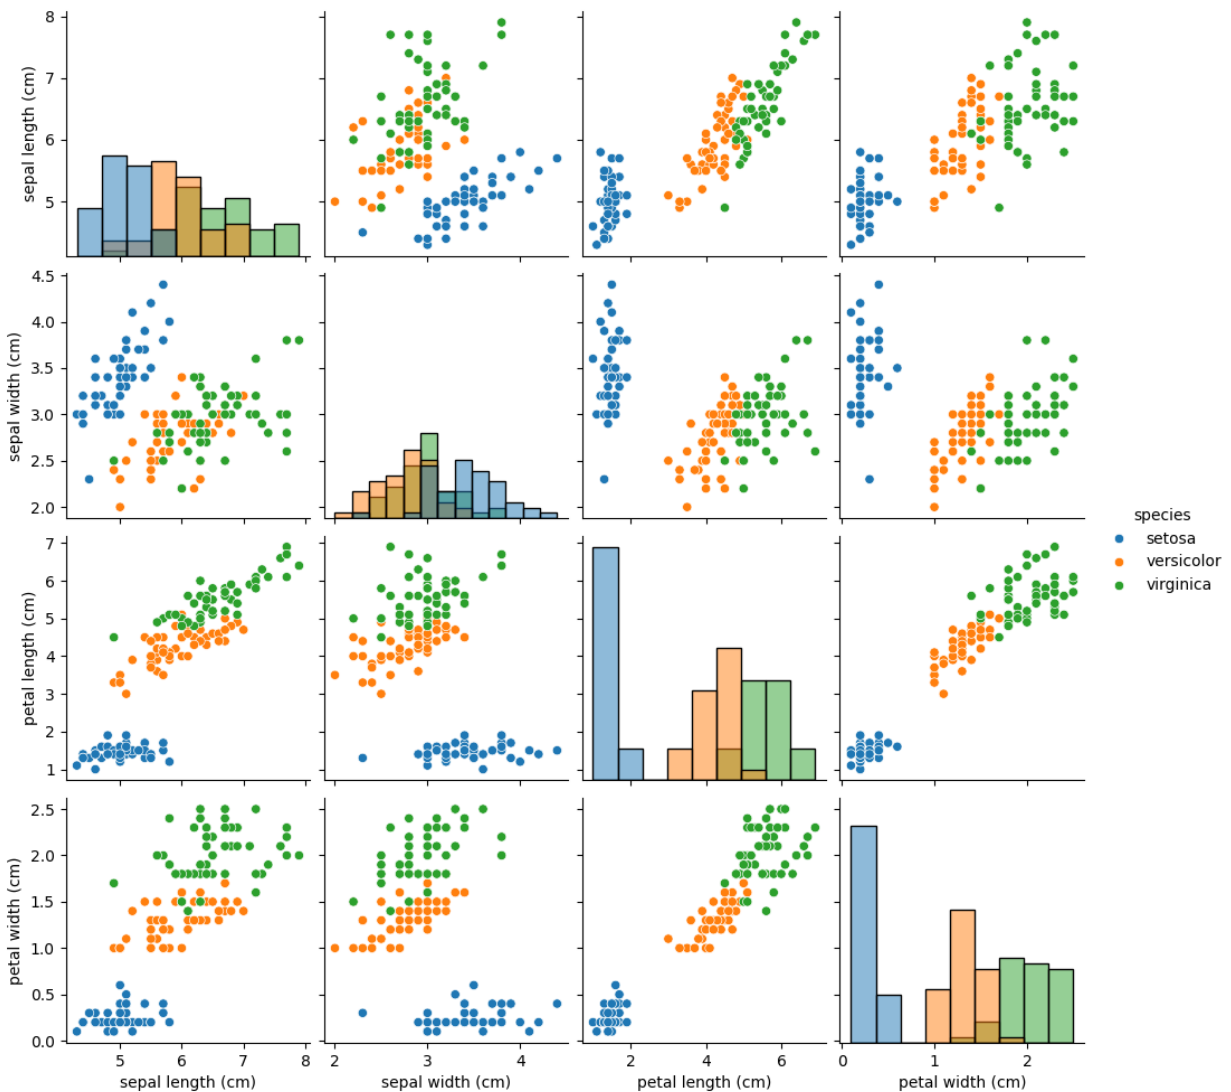 8
7
6
5
sepal length (cm)
4.5
4.0
3.5
3.0
2.5
2.0
sepal width (cm)
species
setosa
versicolor
virginica
7
6
5
4
3
2
1
petal length (cm)
2.5
2.0
1.5
1.0
0.5
0.0
petal width (cm)
5 6 7 8
sepal length (cm)
2 3 4
sepal width (cm)
2 4 6
petal length (cm)
0 1 2
petal width (cm)